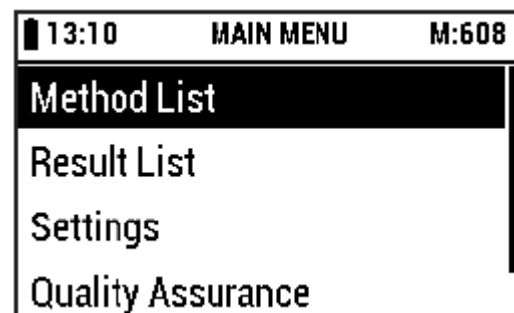 13:10 MAIN MENU M:608
Method List
Result List
Settings
Quality Assurance